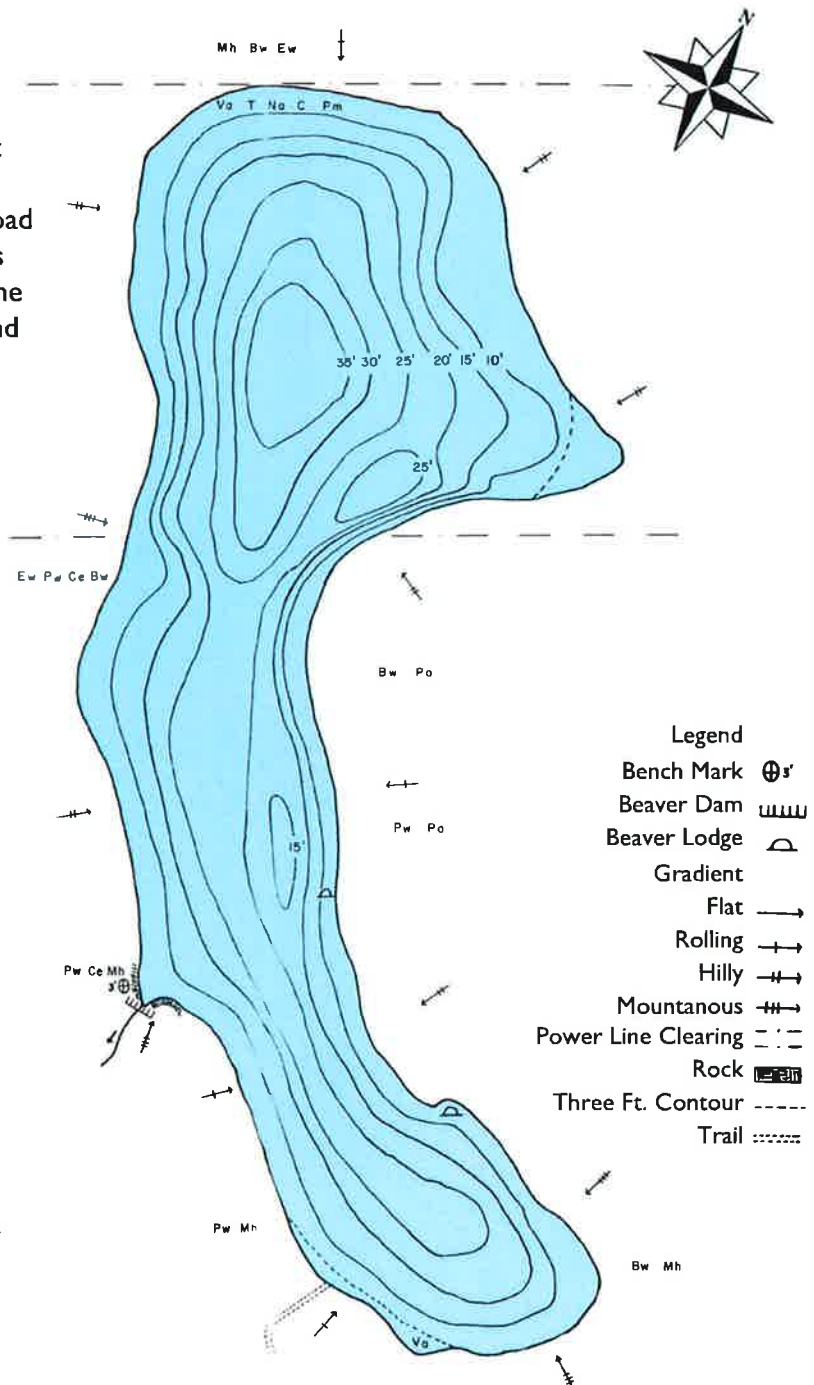 N
Mh Bw Ew
Va T Na C Pm
oad
s
ne
nd
35' 30' 25' 20' 15' 10'
25'
Ew Pw Ce Bw
Bw Po
Pw Po
15'
Pw Ce Mh
3'
Pw Mh
Bw Mh
Va
Legend
Bench Mark 3'
Beaver Dam
Beaver Lodge
Gradient
Flat
Rolling
Hilly
Mountanous
Power Line Clearing
Rock
Three Ft. Contour
Trail